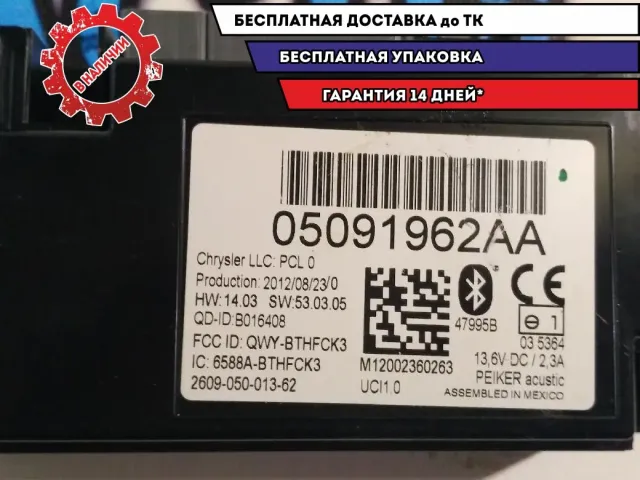 БЕСПЛАТНАЯ ДОСТАВКА до ТК
БЕСПЛАТНАЯ УПАКОВКА
ГАРАНТИЯ 14 ДНЕЙ*
В НАЛИЧИИ
05091962AA
Chrysler LLC: PCL 0
Production: 2012/08/23/0
HW: 14.03 SW:53.03.05
QD-ID:B016408
FCC ID: QWY-BTHFCK3
IC: 6588A-BTHFCK3
2609-050-013-62
M12002360263
UCI1.0
47995B
CE
1
03 5364
13,6V DC / 2,3A
PEIKER acustic
ASSEMBLED IN MEXICO